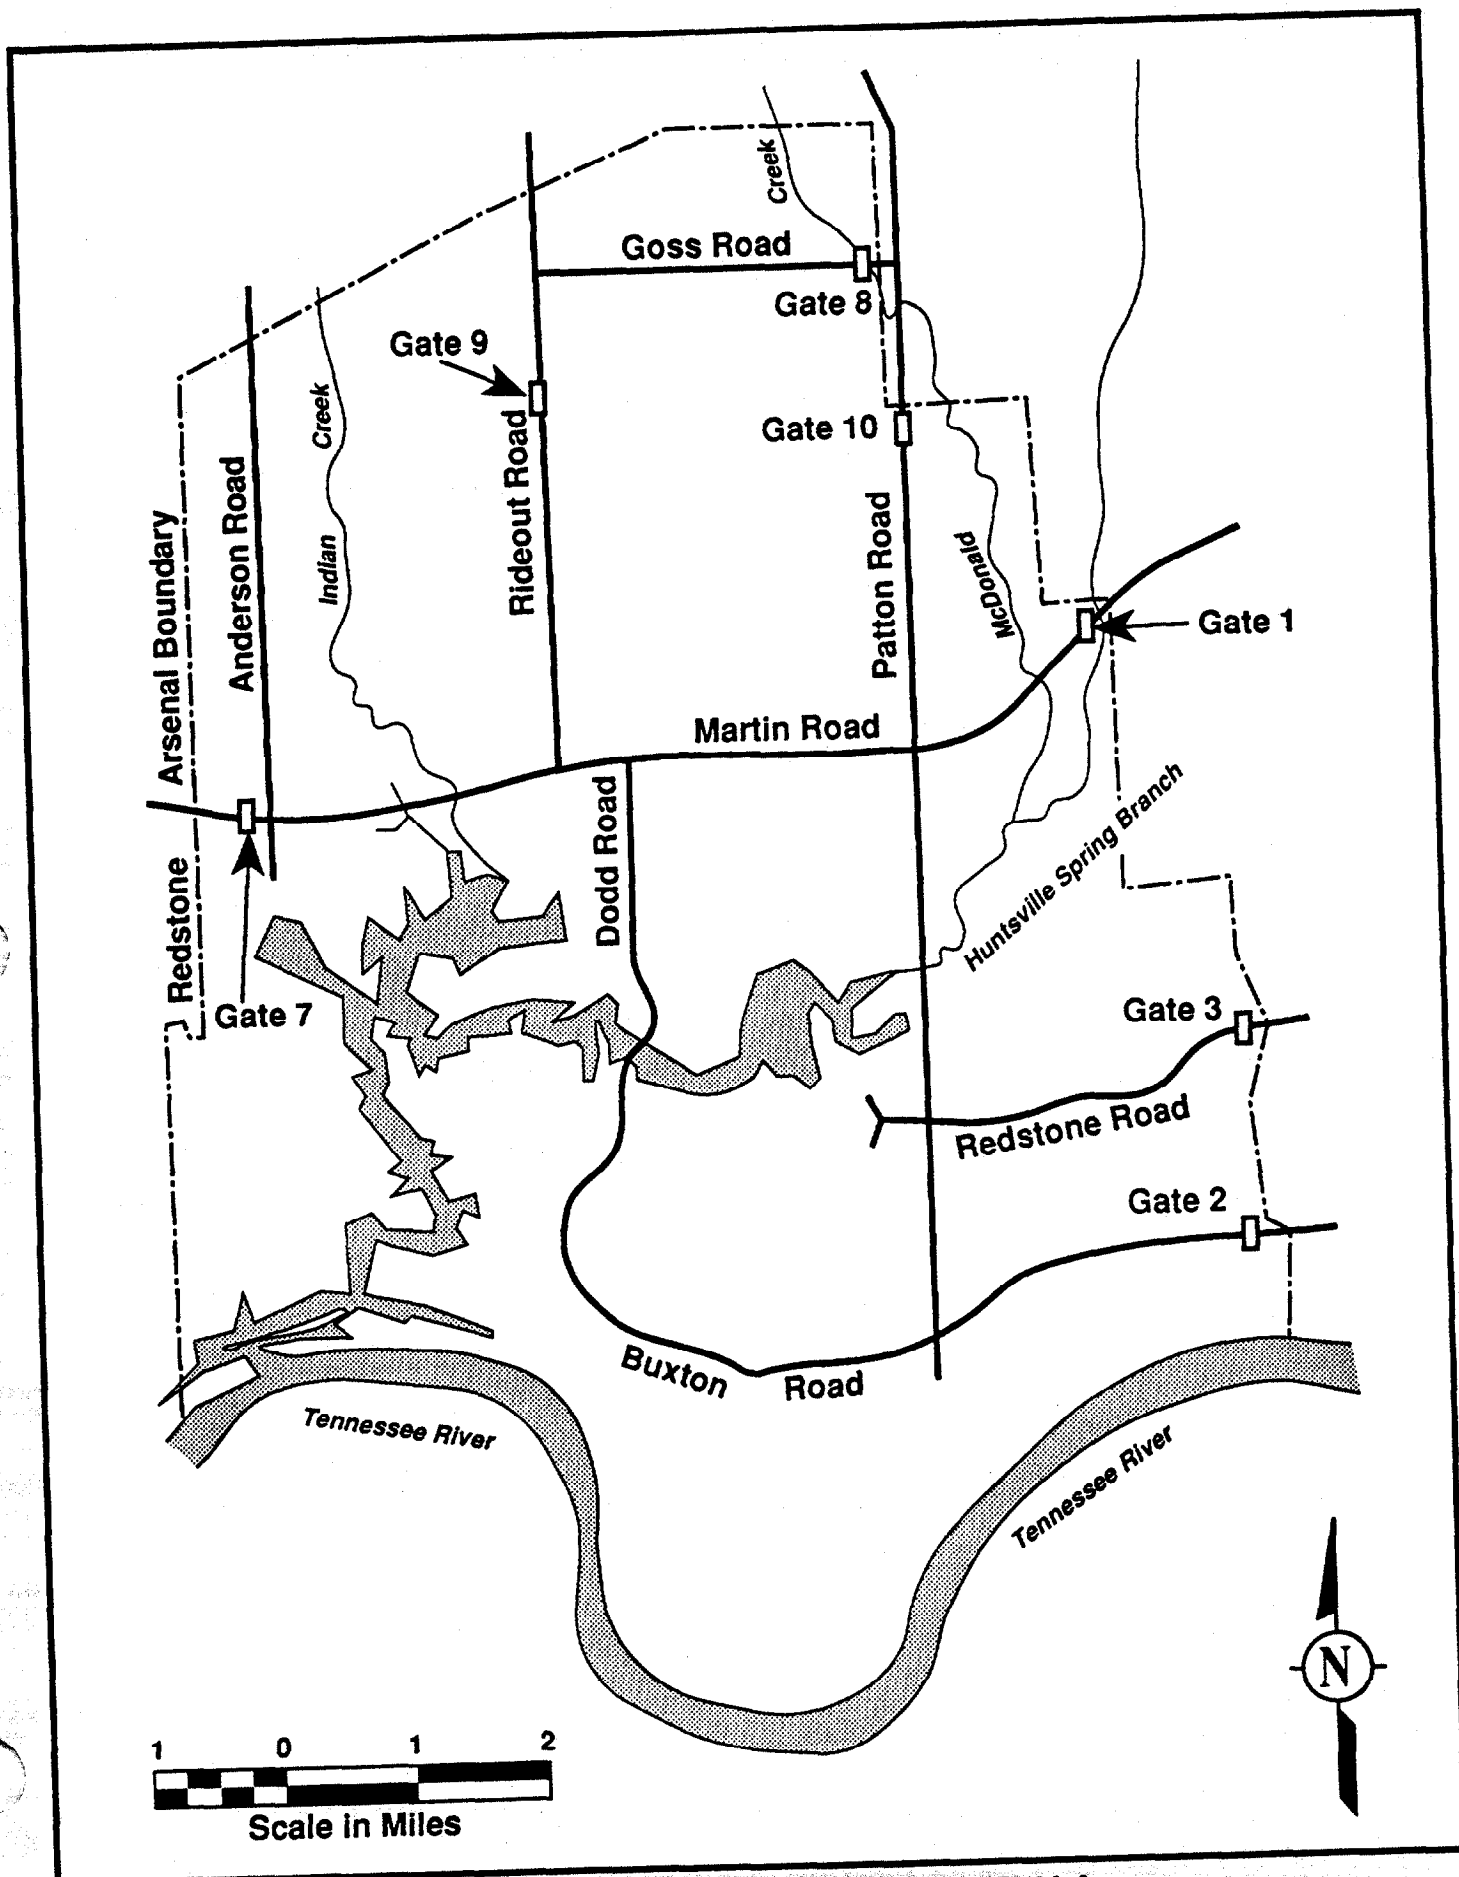 Creek
Goss Road
Gate 8
Gate 9
Creek
Indian
Gate 10
Rideout Road
Anderson Road
Patton Road
McDonald
Arsenal Boundary
Redstone
Gate 1
Martin Road
Dodd Road
Huntsville Spring Branch
Gate 7
Gate 3
Redstone Road
Gate 2
Buxton
Road
Tennessee River
Tennessee River
N
1 0 1 2
Scale in Miles